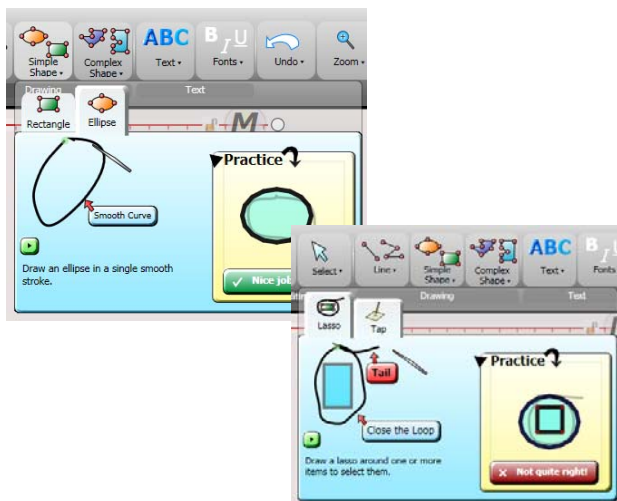 Simple
Shape
Complex
Shape
ABC
Text
B I U
Fonts
Undo
Zoom
Drawing
Text
Rectangle
Ellipse
M
Practice
Smooth Curve
Draw an ellipse in a single smooth
stroke.
Select
Line
Simple
Shape
Complex
Shape
ABC
Text
B I
Fonts
Drawing
Text
Lasso
Tap
Tail
Practice
Close the Loop
Draw a lasso around one or more
items to select them.
Not quite right!